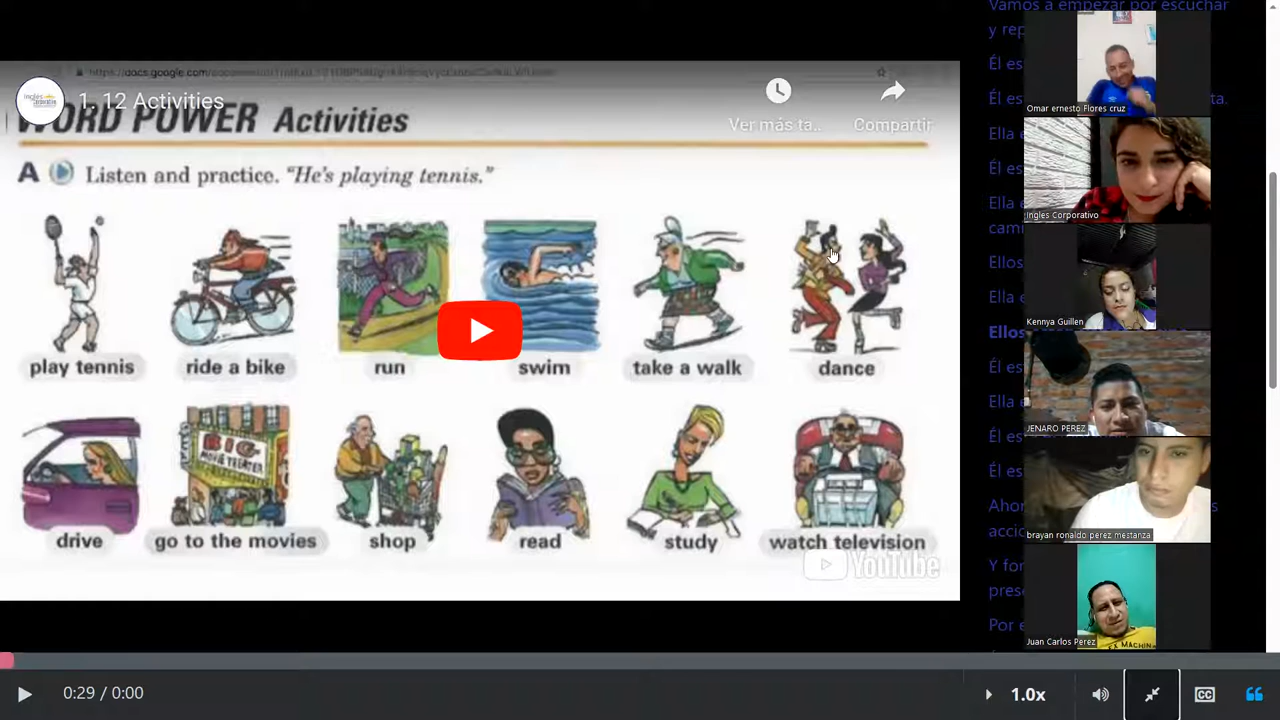 1. 12 Activities
Ver más ta...
Compartir
WORD POWER Activities
A Listen and practice. "He's playing tennis."
play tennis
ride a bike
run
swim
take a walk
dance
drive
go to the movies
shop
read
study
watch television
YouTube
0:29 / 0:00
1.0x
CC
Vamos a empezar por escuchar
y rep
Él es
Él es ta.
Ella e
Él es
Ella e
cami
Ellos
Ella e
Ellos
Él es
Ella e
Él es
Él es
Ahor s
accio
Y for
prese
Por e
Omar ernesto Flores cruz
Ingles Corporativo
Kennya Guillen
JENARO PEREZ
brayan ronaldo perez mestanza
Juan Carlos Perez